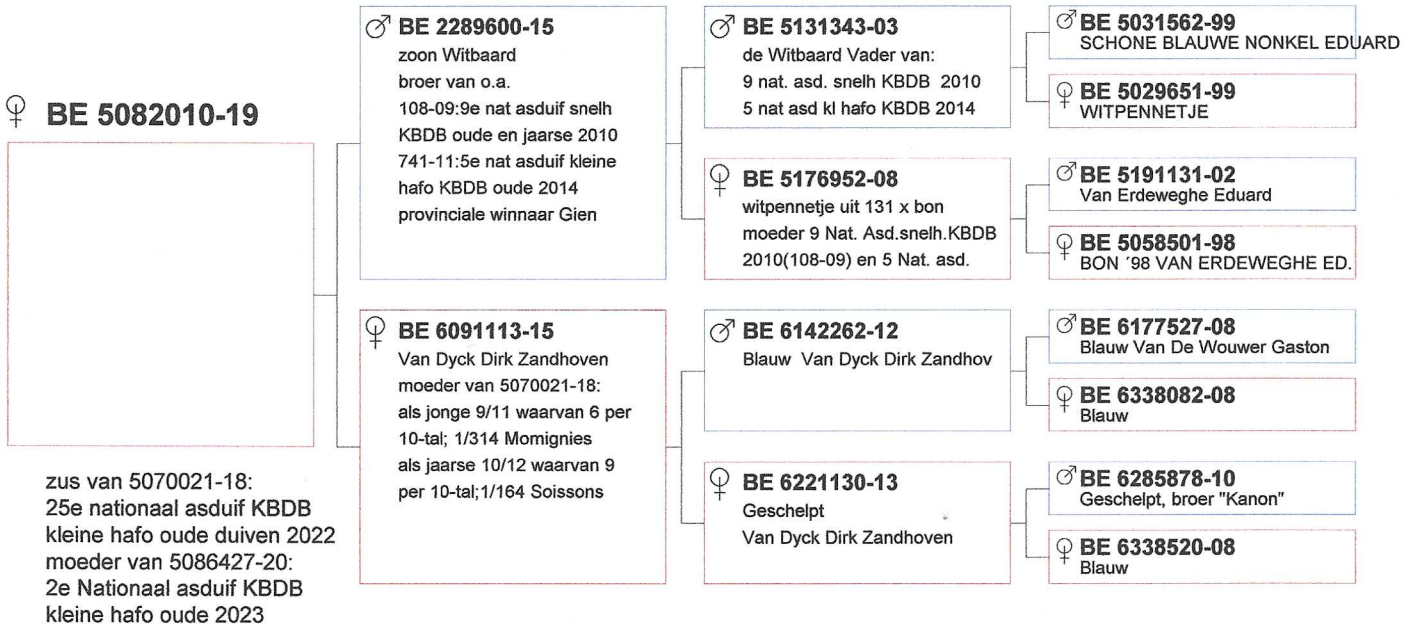 BE 5082010-19
zus van 5070021-18:
25e nationaal asduif KBDB
kleine hafo oude duiven 2022
moeder van 5086427-20:
2e Nationaal asduif KBDB
kleine hafo oude 2023
BE 2289600-15
zoon Witbaard
broer van o.a.
108-09:9e nat asduif snelh
KBDB oude en jaarse 2010
741-11:5e nat asduif kleine
hafo KBDB oude 2014
provinciale winnaar Gien
BE 6091113-15
Van Dyck Dirk Zandhoven
moeder van 5070021-18:
als jonge 9/11 waarvan 6 per
10-tal; 1/314 Momignies
als jaarse 10/12 waarvan 9
per 10-tal;1/164 Soissons
BE 5131343-03
de Witbaard Vader van:
9 nat. asd. snelh KBDB 2010
5 nat asd kl hafo KBDB 2014
BE 5176952-08
witpennetje uit 131 x bon
moeder 9 Nat. Asd.snelh.KBDB
2010(108-09) en 5 Nat. asd.
BE 6142262-12
Blauw Van Dyck Dirk Zandhov
BE 6221130-13
Geschelpt
Van Dyck Dirk Zandhoven
BE 5031562-99
SCHONE BLAUWE NONKEL EDUARD
BE 5029651-99
WITPENNETJE
BE 5191131-02
Van Erdeweghe Eduard
BE 5058501-98
BON ´98 VAN ERDEWEGHE ED.
BE 6177527-08
Blauw Van De Wouwer Gaston
BE 6338082-08
Blauw
BE 6285878-10
Geschelpt, broer "Kanon"
BE 6338520-08
Blauw